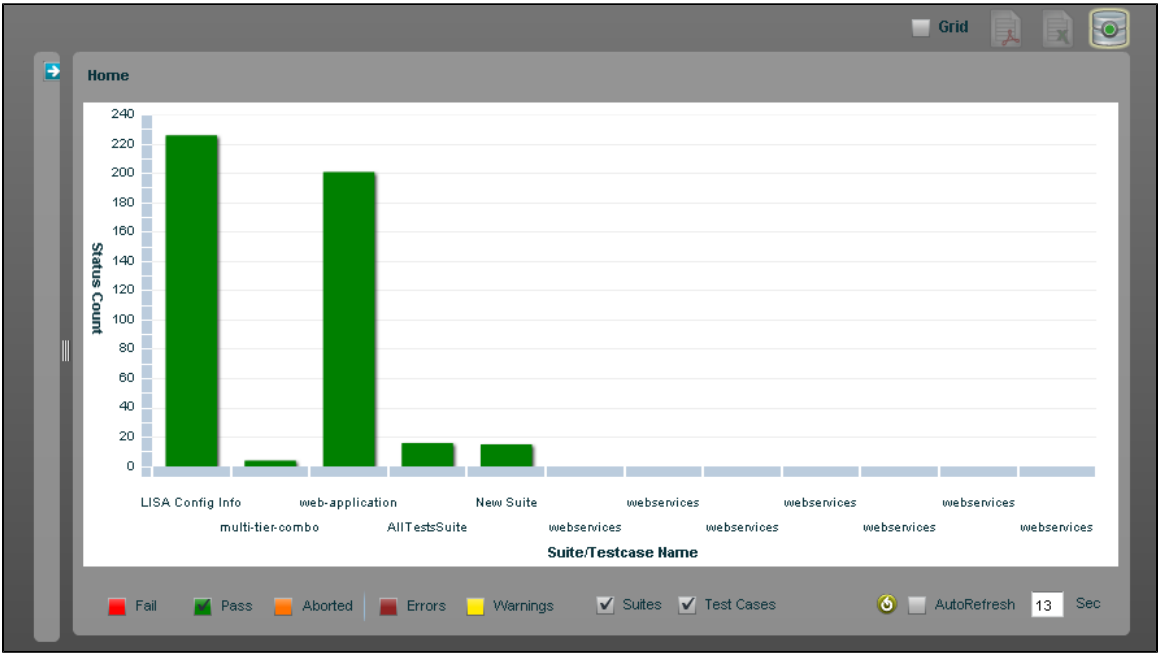 Grid
Home
240
220
200
180
160
140
120
100
80
60
40
20
0
Status Count
LISA Config Info web-application New Suite webservices webservices webservices
multi-tier-combo AllTestsSuite webservices webservices webservices webservices
Suite/Testcase Name
Fail Pass Aborted Errors Warnings Suites Test Cases AutoRefresh 13 Sec